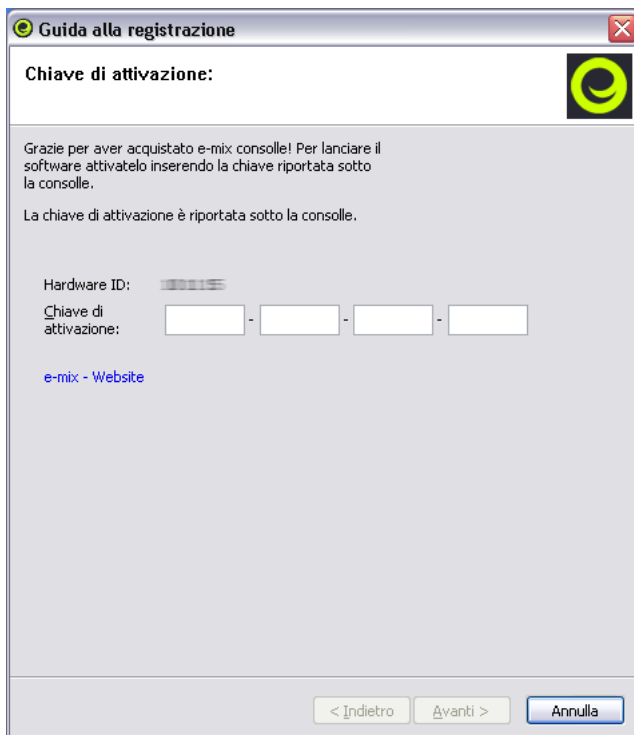 Guida alla registrazione
Chiave di attivazione:
Grazie per aver acquistato e-mix consolle! Per lanciare il
software attivatelo inserendo la chiave riportata sotto
la consolle.
La chiave di attivazione è riportata sotto la consolle.
Hardware ID:
Chiave di
attivazione:
- - -
e-mix - Website
< Indietro Avanti > Annulla